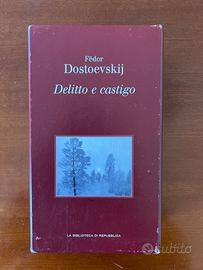 Fëdor
Dostoevskij
Delitto e castigo
LA BIBLIOTECA DI REPUBBLICA
subito